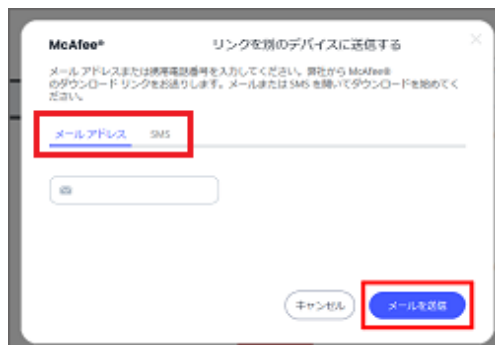 McAfee®
リンクを別のデバイスに送信する
メール アドレスまたは携帯電話番号を入力してください。弊社から McAfee®
のダウンロード リンクをお送りします。メールまたは SMS を開いてダウンロードを始めてく
ださい。
メール アドレス SMS
キャンセル メールを送信